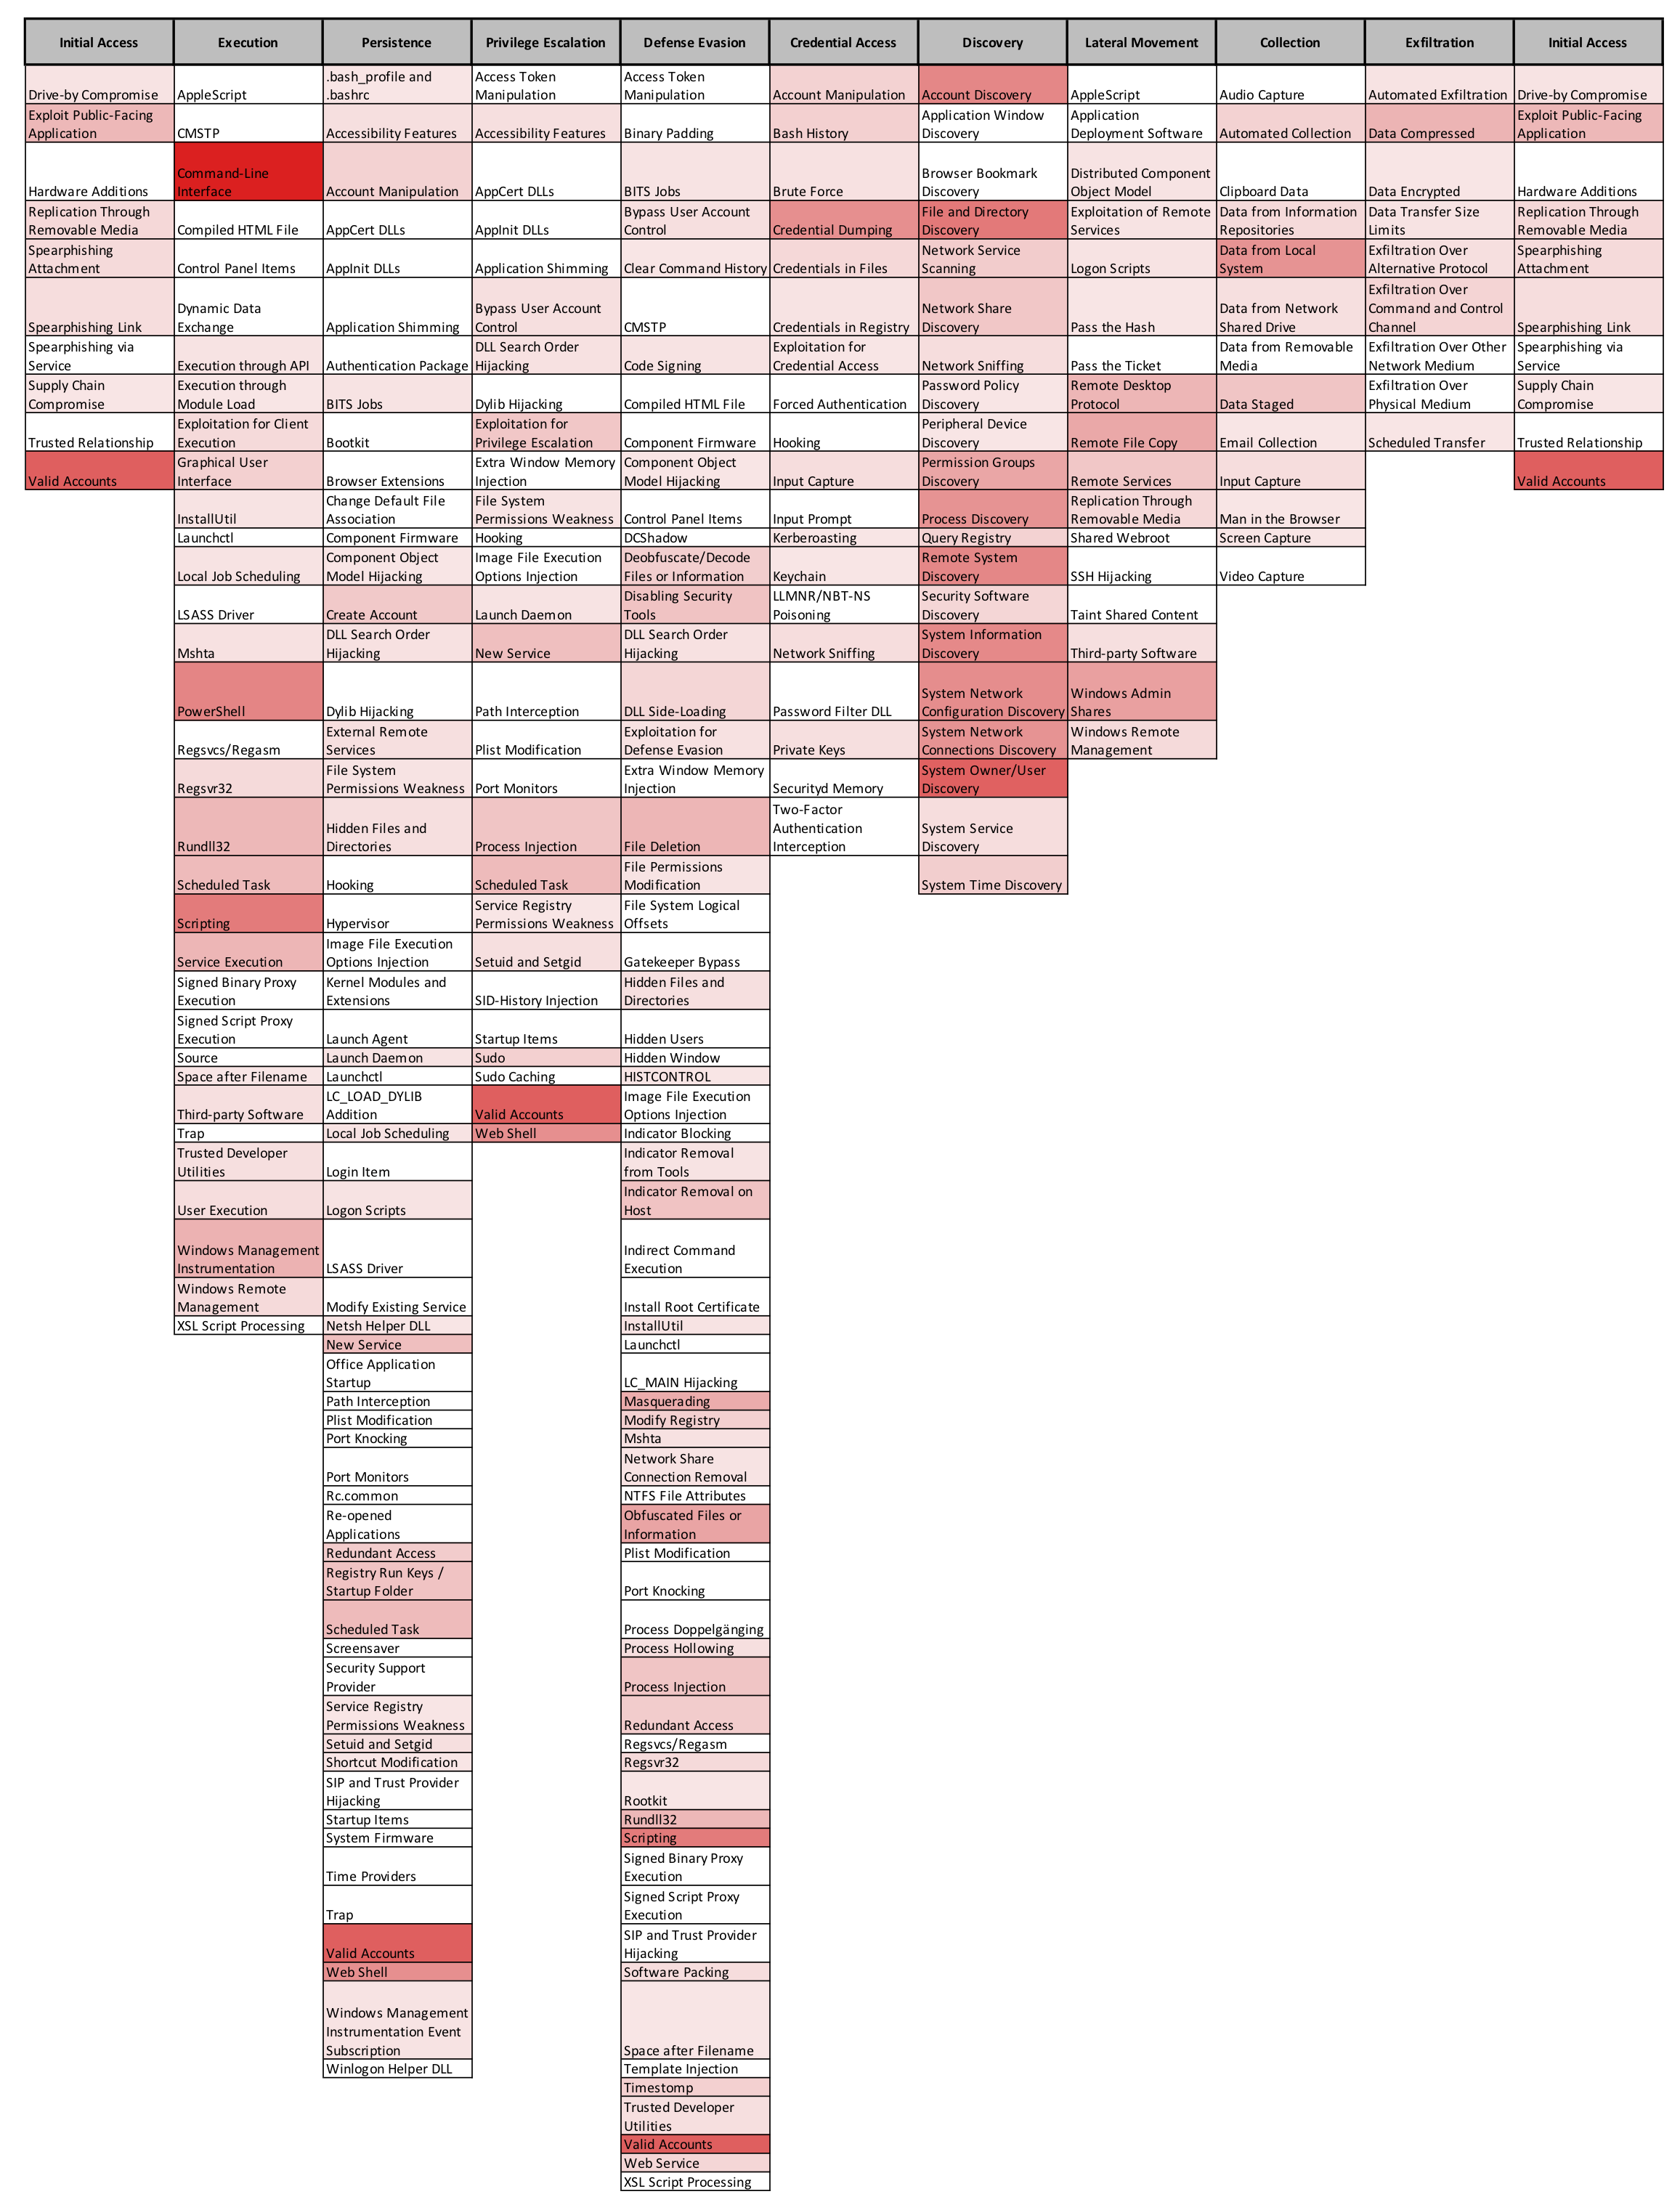 Initial Access
Execution
Persistence
Privilege Escalation
Defense Evasion
Credential Access
Discovery
Lateral Movement
Collection
Exfiltration
Initial Access
Drive-by Compromise
Exploit Public-Facing
Application
Hardware Additions
Replication Through
Removable Media
Spearphishing
Attachment
Spearphishing Link
Spearphishing via
Service
Supply Chain
Compromise
Trusted Relationship
Valid Accounts
AppleScript
CMSTP
Command-Line
Interface
Compiled HTML File
Control Panel Items
Dynamic Data
Exchange
Execution through API
Execution through
Module Load
Exploitation for Client
Execution
Graphical User
Interface
InstallUtil
Launchctl
Local Job Scheduling
LSASS Driver
Mshta
PowerShell
Regsvcs/Regasm
Regsvr32
Rundll32
Scheduled Task
Scripting
Service Execution
Signed Binary Proxy
Execution
Signed Script Proxy
Execution
Source
Space after Filename
Third-party Software
Trap
Trusted Developer
Utilities
User Execution
Windows Management
Instrumentation
Windows Remote
Management
XSL Script Processing
.bash_profile and
.bashrc
Accessibility Features
Account Manipulation
AppCert DLLs
AppInit DLLs
Application Shimming
Authentication Package
BITS Jobs
Bootkit
Browser Extensions
Change Default File
Association
Component Firmware
Component Object
Model Hijacking
Create Account
DLL Search Order
Hijacking
Dylib Hijacking
External Remote
Services
File System
Permissions Weakness
Hidden Files and
Directories
Hooking
Hypervisor
Image File Execution
Options Injection
Kernel Modules and
Extensions
Launch Agent
Launch Daemon
Launchctl
LC_LOAD_DYLIB
Addition
Local Job Scheduling
Login Item
Logon Scripts
LSASS Driver
Modify Existing Service
Netsh Helper DLL
New Service
Office Application
Startup
Path Interception
Plist Modification
Port Knocking
Port Monitors
Rc.common
Re-opened
Applications
Redundant Access
Registry Run Keys /
Startup Folder
Scheduled Task
Screensaver
Security Support
Provider
Service Registry
Permissions Weakness
Setuid and Setgid
Shortcut Modification
SIP and Trust Provider
Hijacking
Startup Items
System Firmware
Time Providers
Trap
Valid Accounts
Web Shell
Windows Management
Instrumentation Event
Subscription
Winlogon Helper DLL
Access Token
Manipulation
Accessibility Features
AppCert DLLs
AppInit DLLs
Application Shimming
Bypass User Account
Control
DLL Search Order
Hijacking
Dylib Hijacking
Exploitation for
Privilege Escalation
Extra Window Memory
Injection
File System
Permissions Weakness
Hooking
Image File Execution
Options Injection
Launch Daemon
New Service
Path Interception
Plist Modification
Port Monitors
Process Injection
Scheduled Task
Service Registry
Permissions Weakness
Setuid and Setgid
SID-History Injection
Startup Items
Sudo
Sudo Caching
Valid Accounts
Web Shell
Access Token
Manipulation
Binary Padding
BITS Jobs
Bypass User Account
Control
Clear Command History
CMSTP
Code Signing
Compiled HTML File
Component Firmware
Component Object
Model Hijacking
Control Panel Items
DCShadow
Deobfuscate/Decode
Files or Information
Disabling Security
Tools
DLL Search Order
Hijacking
DLL Side-Loading
Exploitation for
Defense Evasion
Extra Window Memory
Injection
File Deletion
File Permissions
Modification
File System Logical
Offsets
Gatekeeper Bypass
Hidden Files and
Directories
Hidden Users
Hidden Window
HISTCONTROL
Image File Execution
Options Injection
Indicator Blocking
Indicator Removal
from Tools
Indicator Removal on
Host
Indirect Command
Execution
Install Root Certificate
InstallUtil
Launchctl
LC_MAIN Hijacking
Masquerading
Modify Registry
Mshta
Network Share
Connection Removal
NTFS File Attributes
Obfuscated Files or
Information
Plist Modification
Port Knocking
Process Doppelgänging
Process Hollowing
Process Injection
Redundant Access
Regsvcs/Regasm
Regsvr32
Rootkit
Rundll32
Scripting
Signed Binary Proxy
Execution
Signed Script Proxy
Execution
SIP and Trust Provider
Hijacking
Software Packing
Space after Filename
Template Injection
Timestomp
Trusted Developer
Utilities
Valid Accounts
Web Service
XSL Script Processing
Account Manipulation
Bash History
Brute Force
Credential Dumping
Credentials in Files
Credentials in Registry
Exploitation for
Credential Access
Forced Authentication
Hooking
Input Capture
Input Prompt
Kerberoasting
Keychain
LLMNR/NBT-NS
Poisoning
Network Sniffing
Password Filter DLL
Private Keys
Securityd Memory
Two-Factor
Authentication
Interception
Account Discovery
Application Window
Discovery
Browser Bookmark
Discovery
File and Directory
Discovery
Network Service
Scanning
Network Share
Discovery
Network Sniffing
Password Policy
Discovery
Peripheral Device
Discovery
Permission Groups
Discovery
Process Discovery
Query Registry
Remote System
Discovery
Security Software
Discovery
System Information
Discovery
System Network
Configuration Discovery
System Network
Connections Discovery
System Owner/User
Discovery
System Service
Discovery
System Time Discovery
AppleScript
Application
Deployment Software
Distributed Component
Object Model
Exploitation of Remote
Services
Logon Scripts
Pass the Hash
Pass the Ticket
Remote Desktop
Protocol
Remote File Copy
Remote Services
Replication Through
Removable Media
Shared Webroot
SSH Hijacking
Taint Shared Content
Third-party Software
Windows Admin
Shares
Windows Remote
Management
Audio Capture
Automated Collection
Clipboard Data
Data from Information
Repositories
Data from Local
System
Data from Network
Shared Drive
Data from Removable
Media
Data Staged
Email Collection
Input Capture
Man in the Browser
Screen Capture
Video Capture
Automated Exfiltration
Data Compressed
Data Encrypted
Data Transfer Size
Limits
Exfiltration Over
Alternative Protocol
Exfiltration Over
Command and Control
Channel
Exfiltration Over Other
Network Medium
Exfiltration Over
Physical Medium
Scheduled Transfer
Drive-by Compromise
Exploit Public-Facing
Application
Hardware Additions
Replication Through
Removable Media
Spearphishing
Attachment
Spearphishing Link
Spearphishing via
Service
Supply Chain
Compromise
Trusted Relationship
Valid Accounts